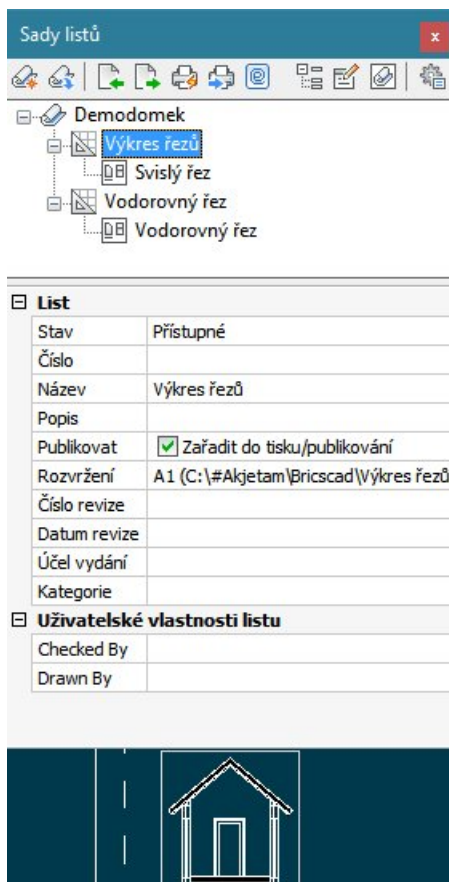 Sady listů
Demodomek
Výkres řezů
Svislý řez
Vodorovný řez
Vodorovný řez
List
Stav Přístupné
Číslo
Název Výkres řezů
Popis
Publikovat Zařadit do tisku/publikování
Rozvržení A1 (C:\#Akjetam\Bricscad\Výkres řezů
Číslo revize
Datum revize
Účel vydání
Kategorie
Uživatelské vlastnosti listu
Checked By
Drawn By